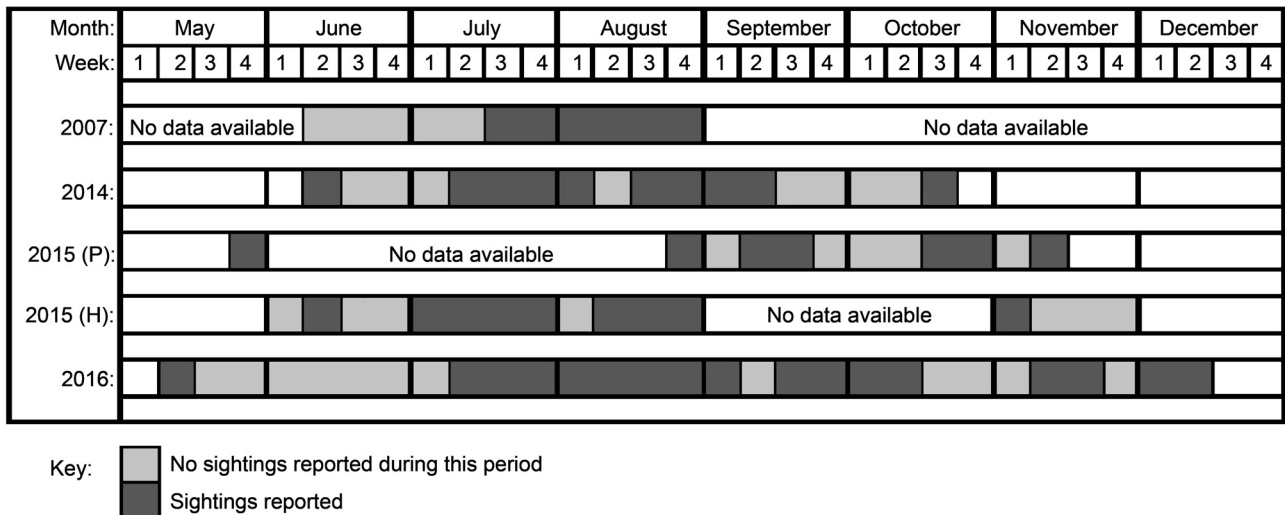 Month: May June July August September October November December
Week: 1 2 3 4 1 2 3 4 1 2 3 4 1 2 3 4 1 2 3 4 1 2 3 4 1 2 3 4 1 2 3 4
2007: No data available No data available
2014:
2015 (P): No data available
2015 (H): No data available
2016:
Key: No sightings reported during this period
Sightings reported